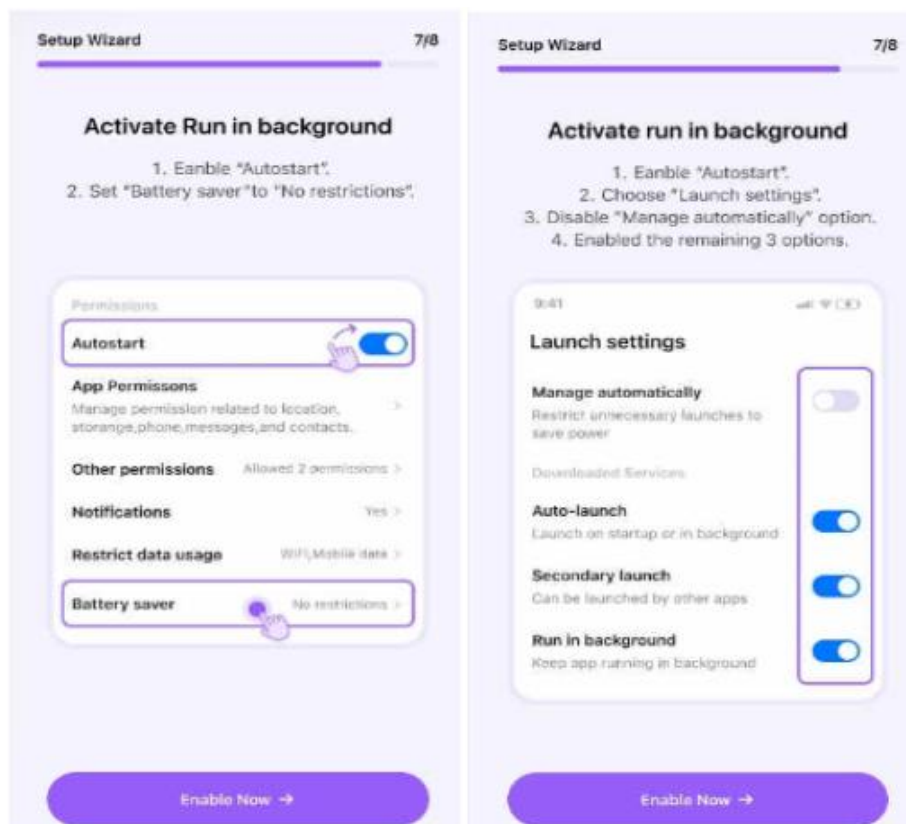 Setup Wizard 7/8
Activate Run in background
1. Eanble "Autostart".
2. Set "Battery saver"to "No restrictions".
Permissions
Autostart
App Permissons
Manage permission related to location,
storange,phone,messages,and contacts.
Other permissions Allowed 2 permissions >
Notifications Yes >
Restrict data usage WiFi,Mobile data >
Battery saver No restrictions >
Enable Now →
Setup Wizard 7/8
Activate run in background
1. Eanble "Autostart".
2. Choose "Launch settings".
3. Disable "Manage automatically" option.
4. Enabled the remaining 3 options.
9:41
Launch settings
Manage automatically
Restrict unnecessary launches to
save power
Downloaded Services
Auto-launch
Launch on startup or in background
Secondary launch
Can be launched by other apps
Run in background
Keep app running in background
Enable Now →